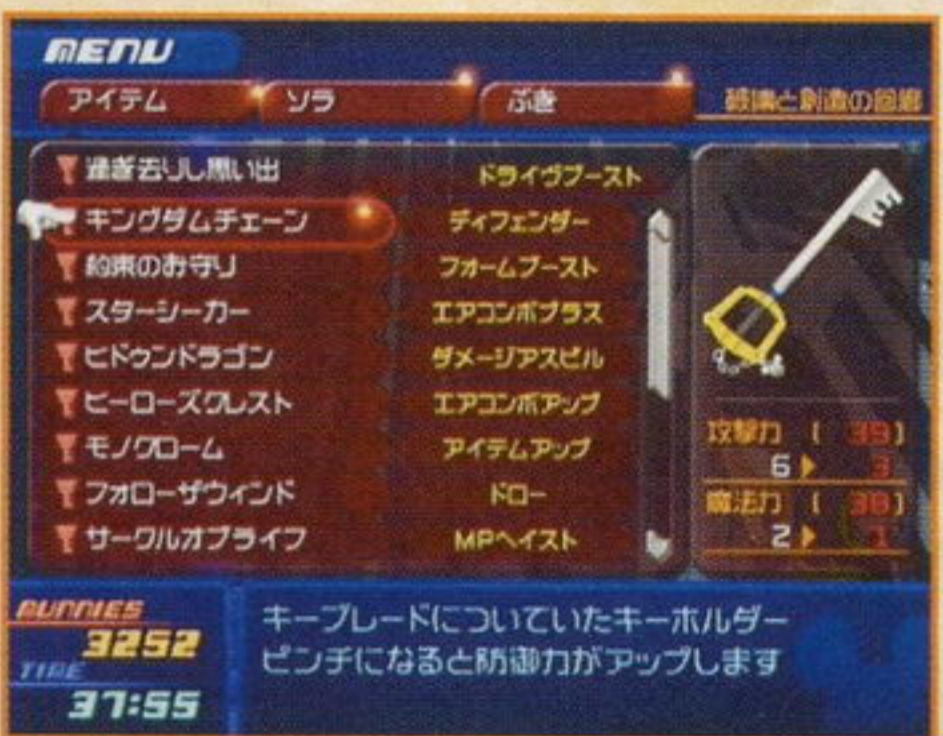 MENU
アイテム ソラ ぶき 破壊と創造の回廊
過ぎ去りし思い出 ドライヴブースト
キングダムチェーン ディフェンダー
約束のお守り フォームブースト
スターシーカー エアコンボプラス
ヒドゥンドラゴン ダメージアスピル
ヒーローズクレスト エアコンボアップ
モノクローム アイテムアップ
フォローザウィンド ドロー
サークルオブライフ MPヘイスト
攻撃力 [ 39 ]
6 3
魔法力 [ 38 ]
2 1
MUNNIES
3252
TIME
37:55
キーブレードについていたキーホルダー
ピンチになると防御力がアップします